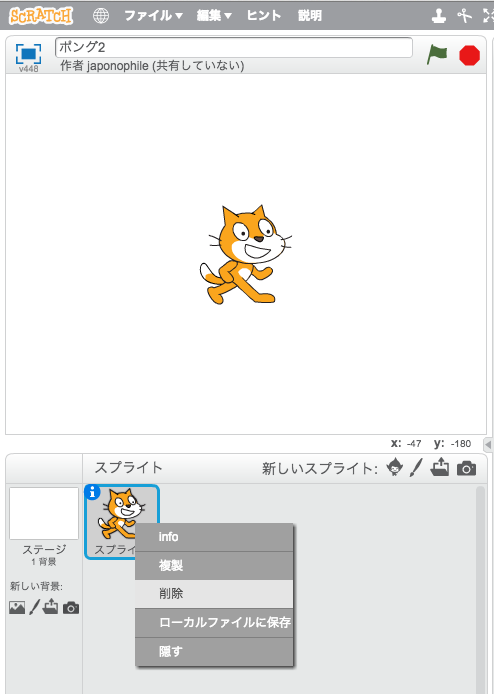 SCRATCH ファイル▼ 編集▼ ヒント 説明
v448
ポング2
作者 japonophile (共有していない)
x: -47 y: -180
スプライト 新しいスプライト:
ステージ
1 背景
新しい背景:
スプライ
info
複製
削除
ローカルファイルに保存
隠す